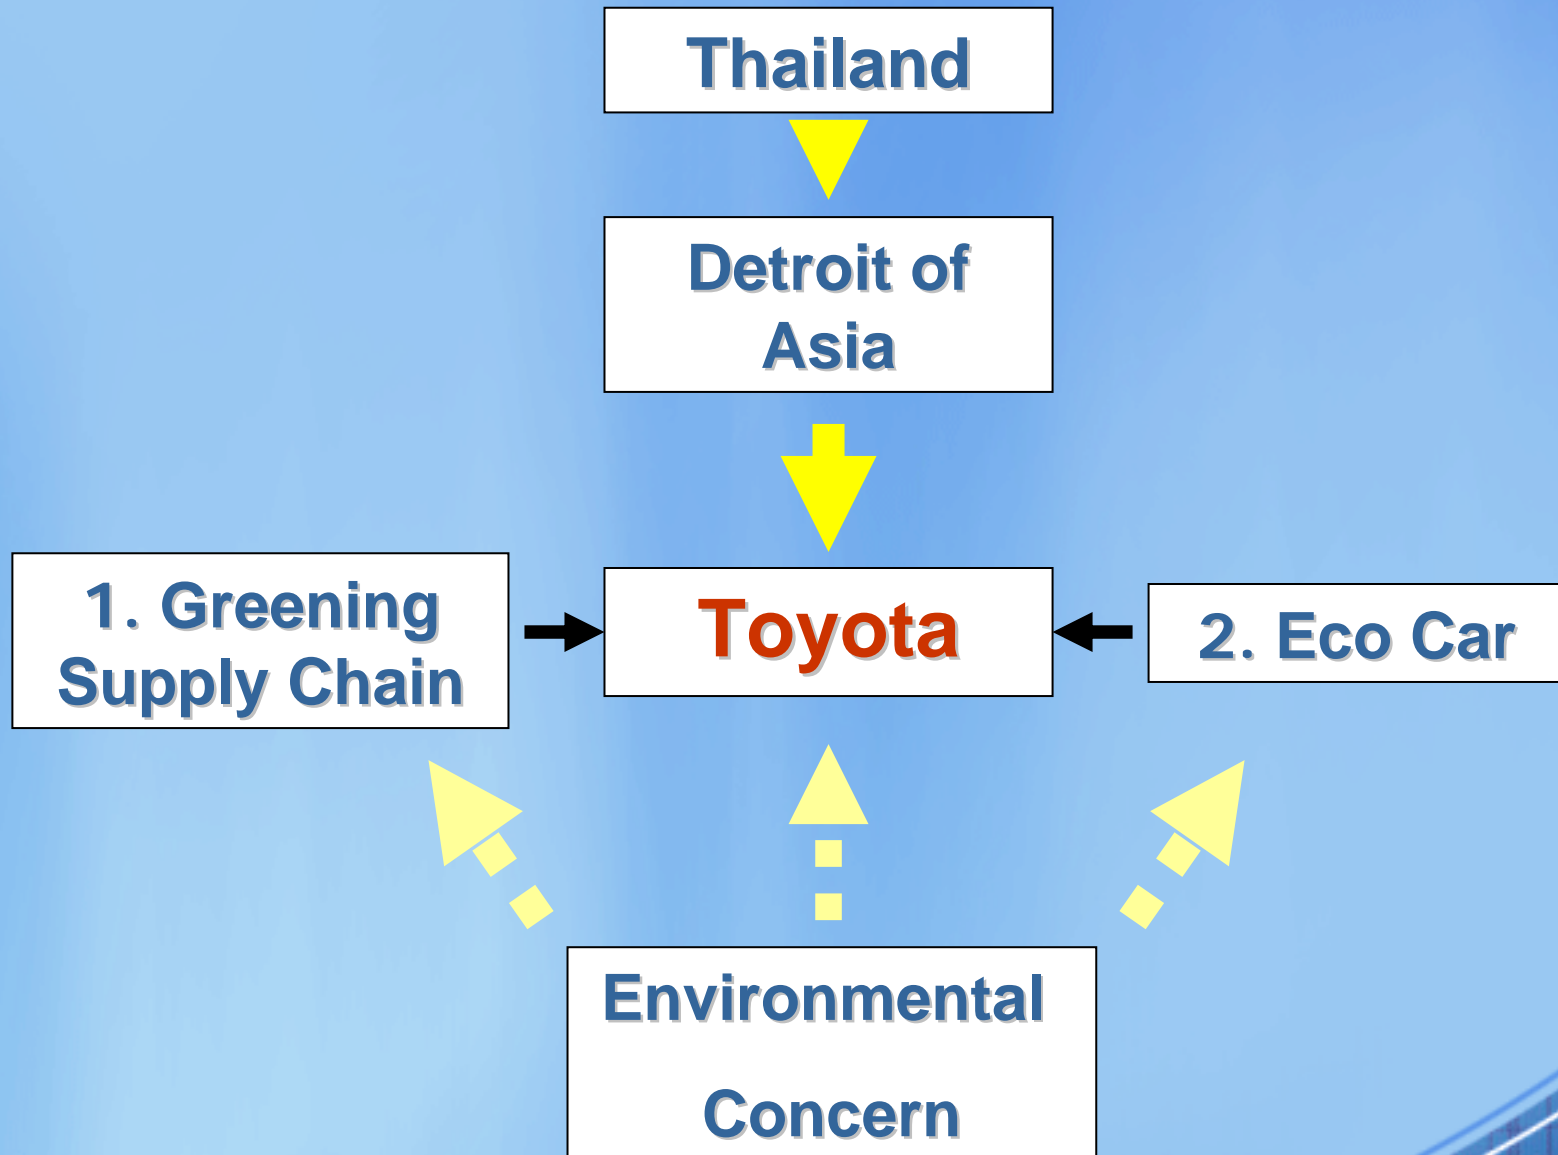 Thailand
Detroit of
Asia
1. Greening
Supply Chain
Toyota
2. Eco Car
Environmental
Concern